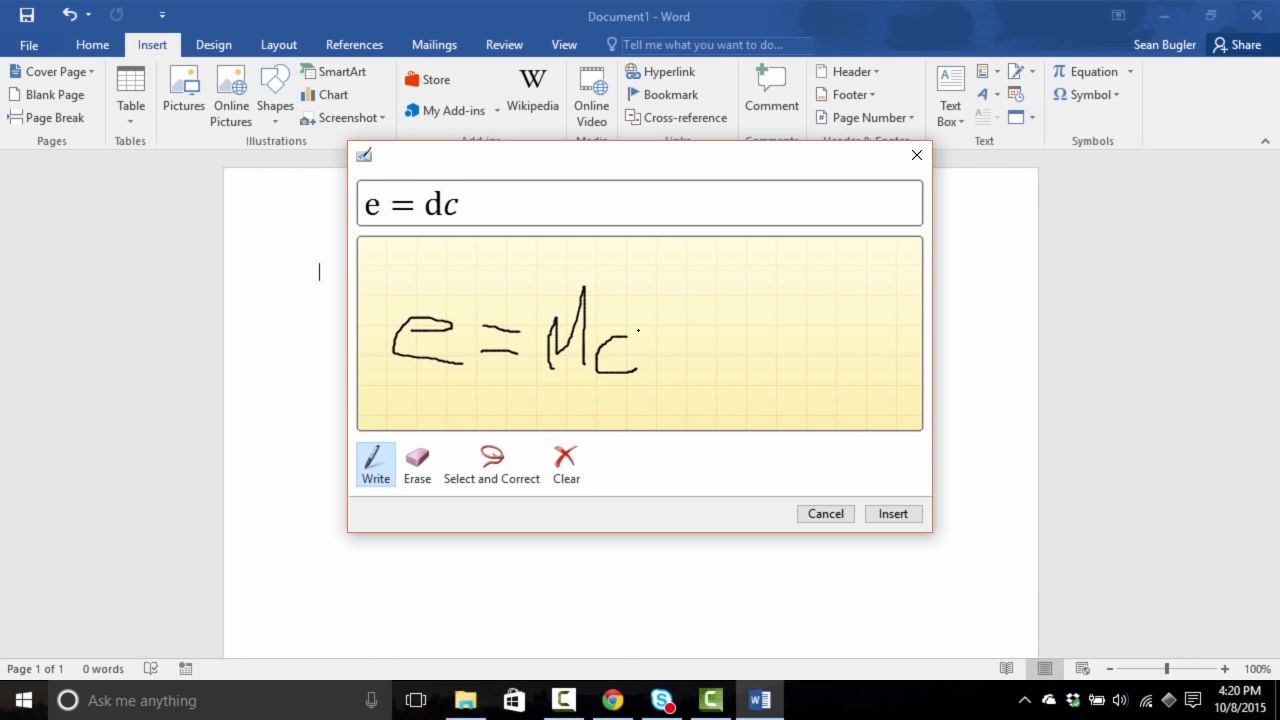 Document1 - Word
File Home Insert Design Layout References Mailings Review View Tell me what you want to do... Sean Bugler Share
Cover Page
Blank Page
Page Break
Pages
Table
Tables
Pictures
Online Pictures
Shapes
SmartArt
Chart
Screenshot
Illustrations
Store
My Add-ins
W
Wikipedia
Add-ins
Online Video
Media
Hyperlink
Bookmark
Cross-reference
Links
Comment
Comments
Header
Footer
Page Number
Header & Footer
A
Text Box
A
Text
π Equation
Ω Symbol
Symbols
e = dc
e = Mc
Write Erase Select and Correct Clear
Cancel Insert
Page 1 of 1 0 words 100%
Ask me anything
4:20 PM
10/8/2015